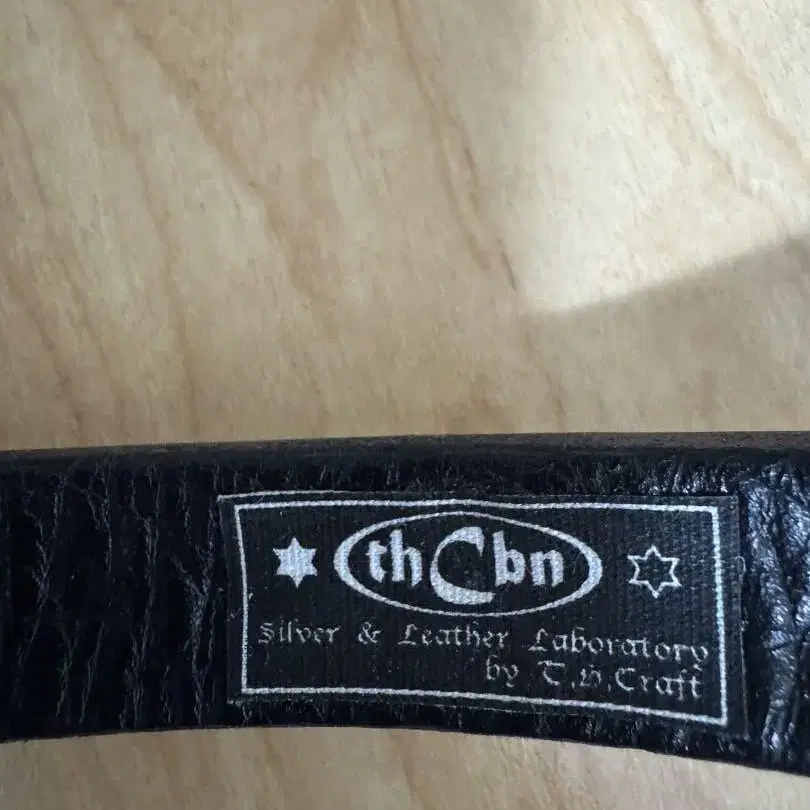 thCbn
Silver & Leather Laboratory
by T.H.Craft